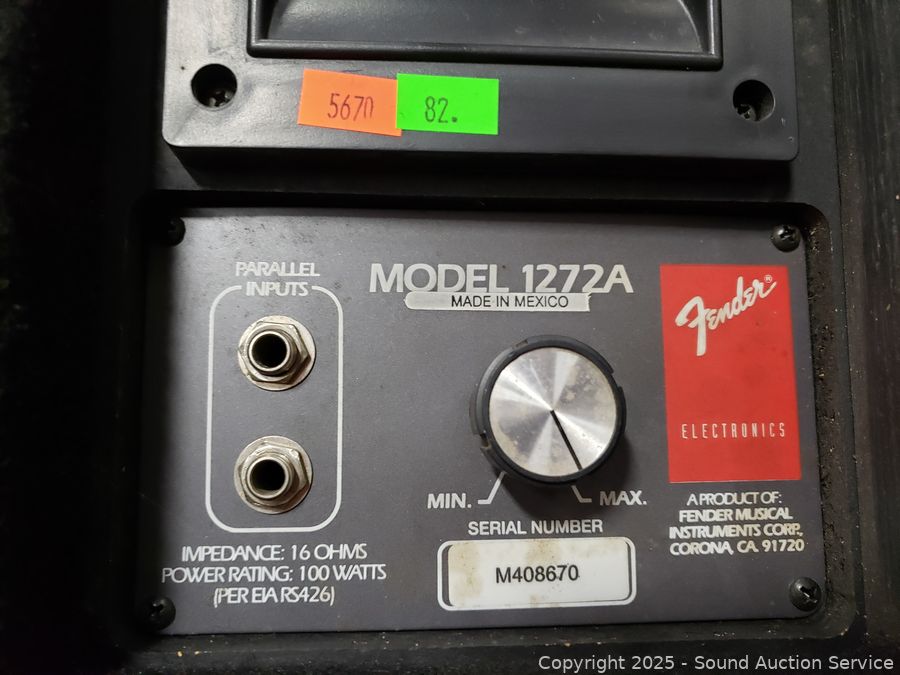 5670
82.
PARALLEL
INPUTS
MODEL 1272A
MADE IN MEXICO
Fender®
ELECTRONICS
MIN.
MAX.
SERIAL NUMBER
M408670
IMPEDANCE: 16 OHMS
POWER RATING: 100 WATTS
(PER EIA RS426)
A PRODUCT OF:
FENDER MUSICAL
INSTRUMENTS CORP.,
CORONA, CA. 91720
Copyright 2025 - Sound Auction Service